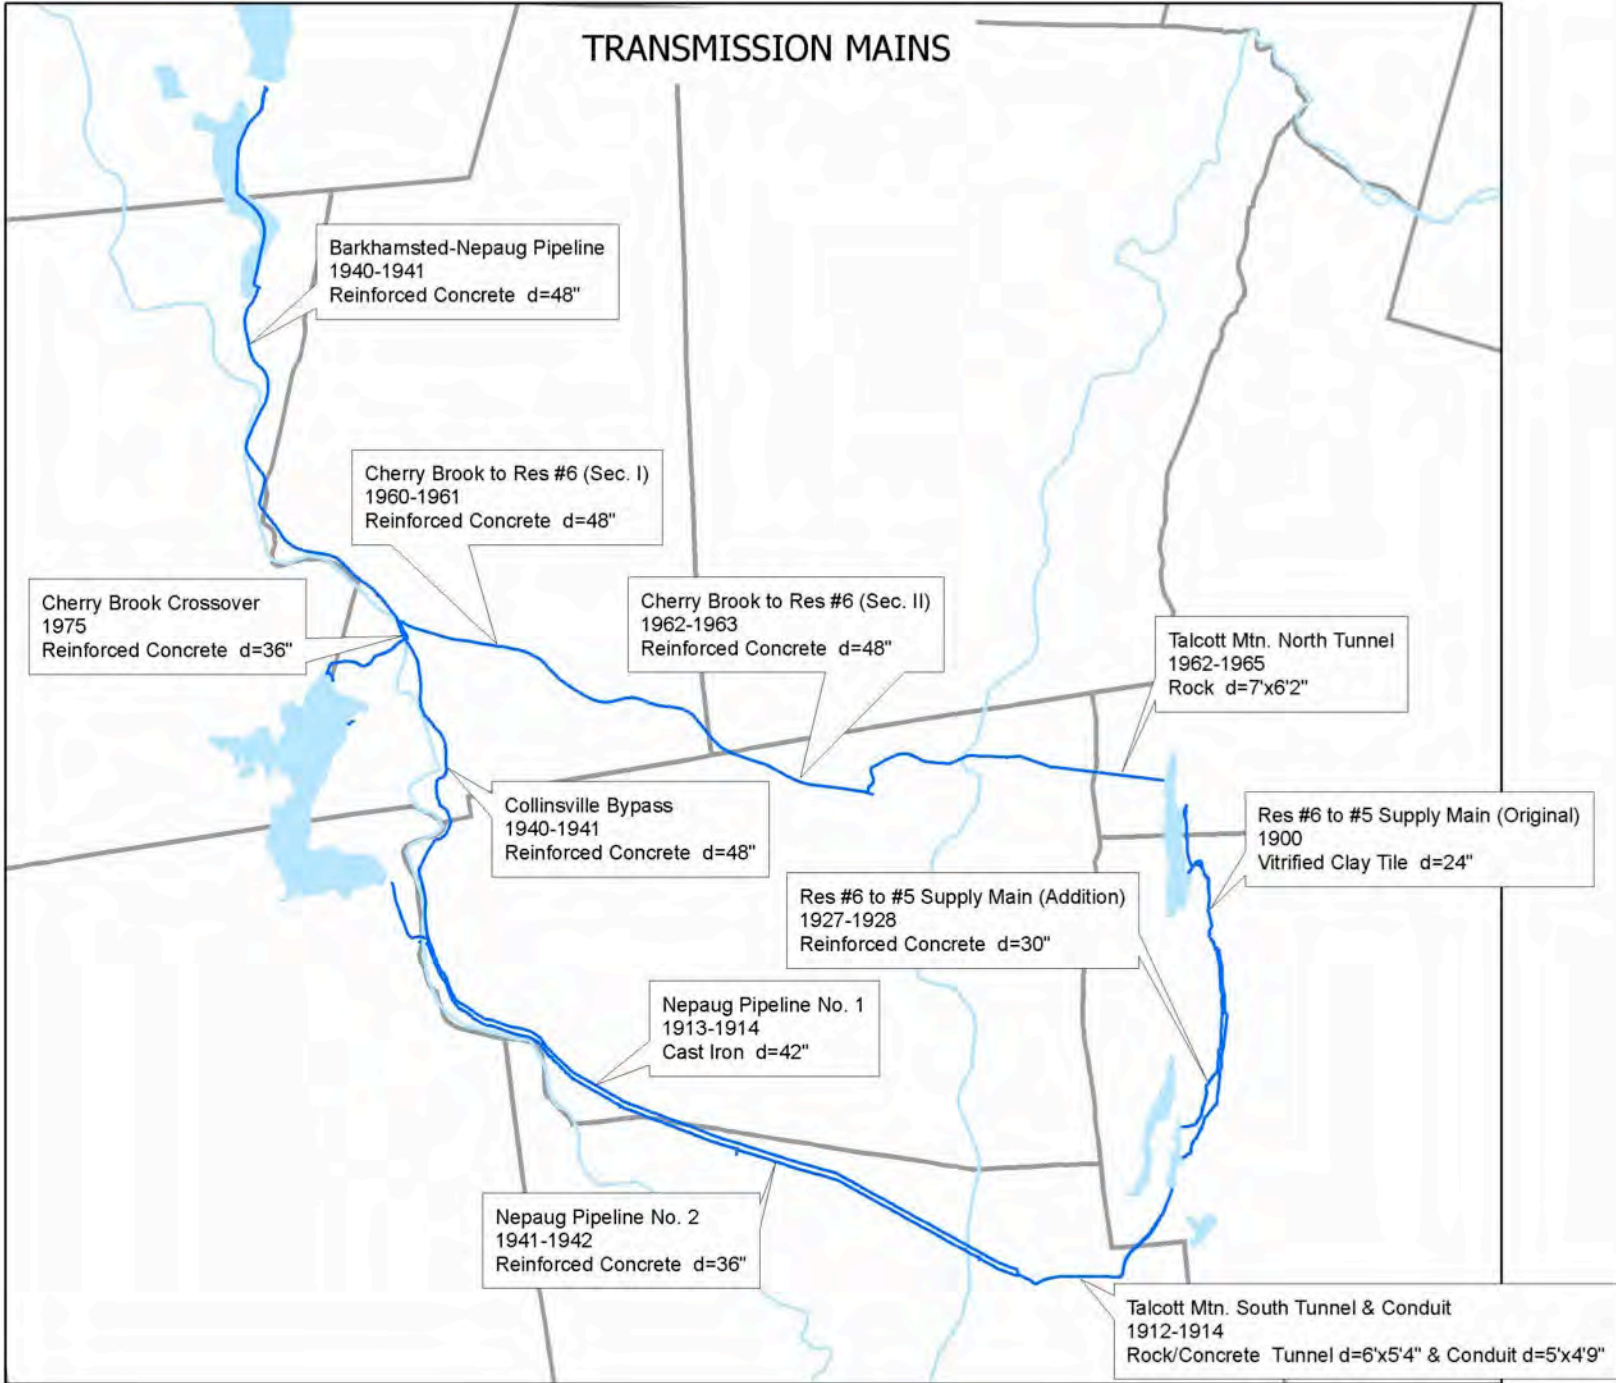 TRANSMISSION MAINS
Barkhamsted-Nepaug Pipeline
1940-1941
Reinforced Concrete d=48"
Cherry Brook to Res #6 (Sec. I)
1960-1961
Reinforced Concrete d=48"
Cherry Brook Crossover
1975
Reinforced Concrete d=36"
Cherry Brook to Res #6 (Sec. II)
1962-1963
Reinforced Concrete d=48"
Talcott Mtn. North Tunnel
1962-1965
Rock d=7'x6'2"
Collinsville Bypass
1940-1941
Reinforced Concrete d=48"
Res #6 to #5 Supply Main (Original)
1900
Vitrified Clay Tile d=24"
Res #6 to #5 Supply Main (Addition)
1927-1928
Reinforced Concrete d=30"
Nepaug Pipeline No. 1
1913-1914
Cast Iron d=42"
Nepaug Pipeline No. 2
1941-1942
Reinforced Concrete d=36"
Talcott Mtn. South Tunnel & Conduit
1912-1914
Rock/Concrete Tunnel d=6'x5'4" & Conduit d=5'x4'9"